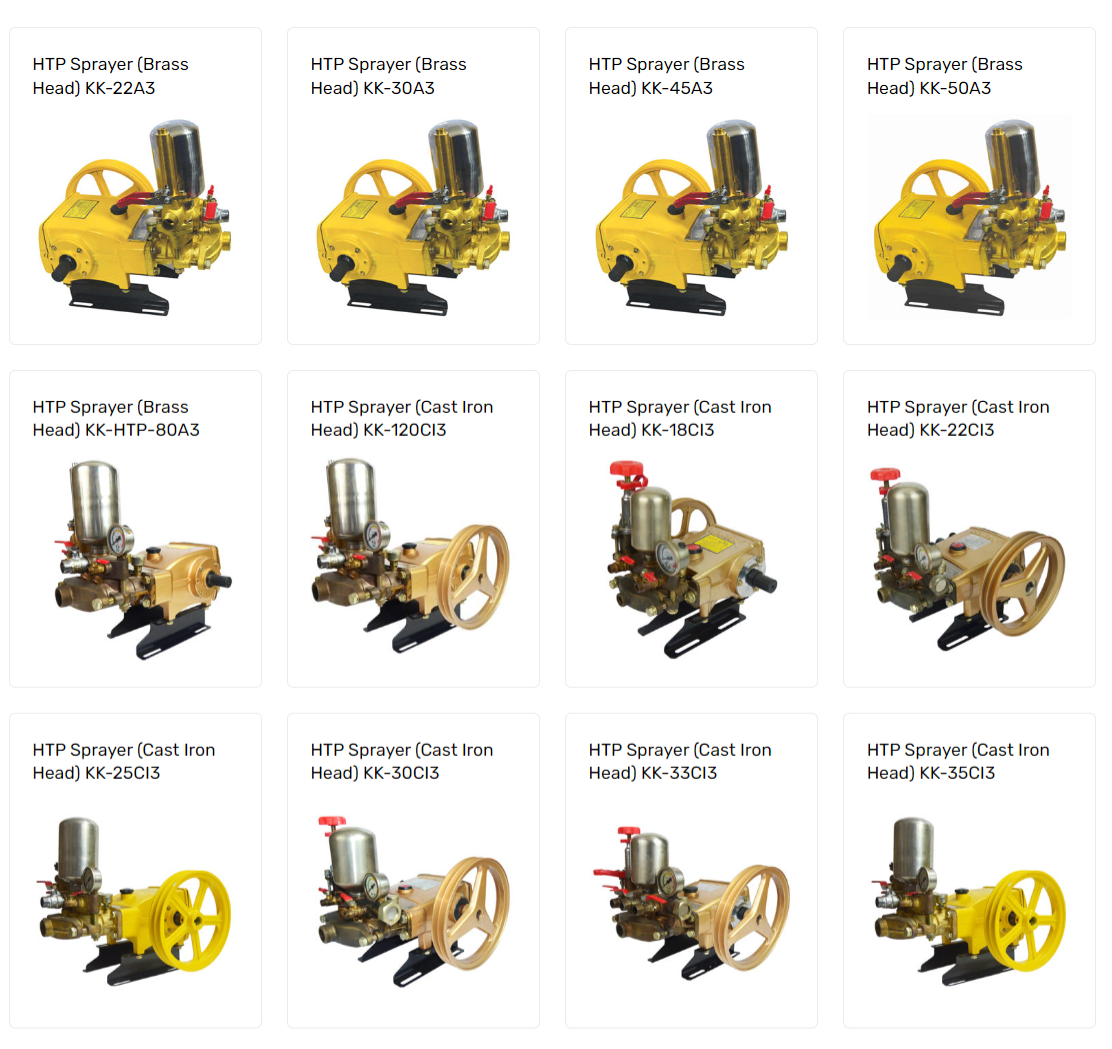 HTP Sprayer (Brass
Head) KK-22A3
HTP Sprayer (Brass
Head) KK-30A3
HTP Sprayer (Brass
Head) KK-45A3
HTP Sprayer (Brass
Head) KK-50A3
HTP Sprayer (Brass
Head) KK-HTP-80A3
HTP Sprayer (Cast Iron
Head) KK-120CI3
HTP Sprayer (Cast Iron
Head) KK-18CI3
HTP Sprayer (Cast Iron
Head) KK-22CI3
HTP Sprayer (Cast Iron
Head) KK-25CI3
HTP Sprayer (Cast Iron
Head) KK-30CI3
HTP Sprayer (Cast Iron
Head) KK-33CI3
HTP Sprayer (Cast Iron
Head) KK-35CI3